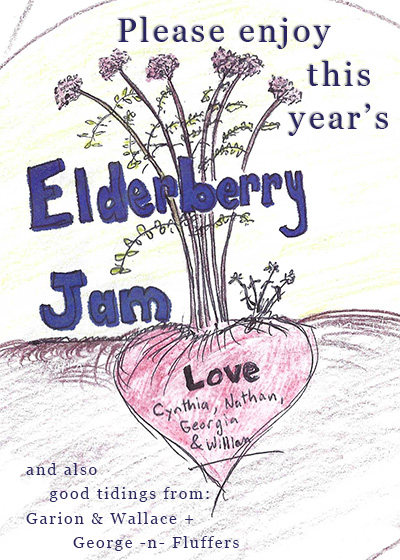 Please enjoy
this
year's
Elderberry
Jam
Love
Cynthia, Nathan,
Georgia
& William
and also
good tidings from:
Garion & Wallace +
George -n- Fluffers